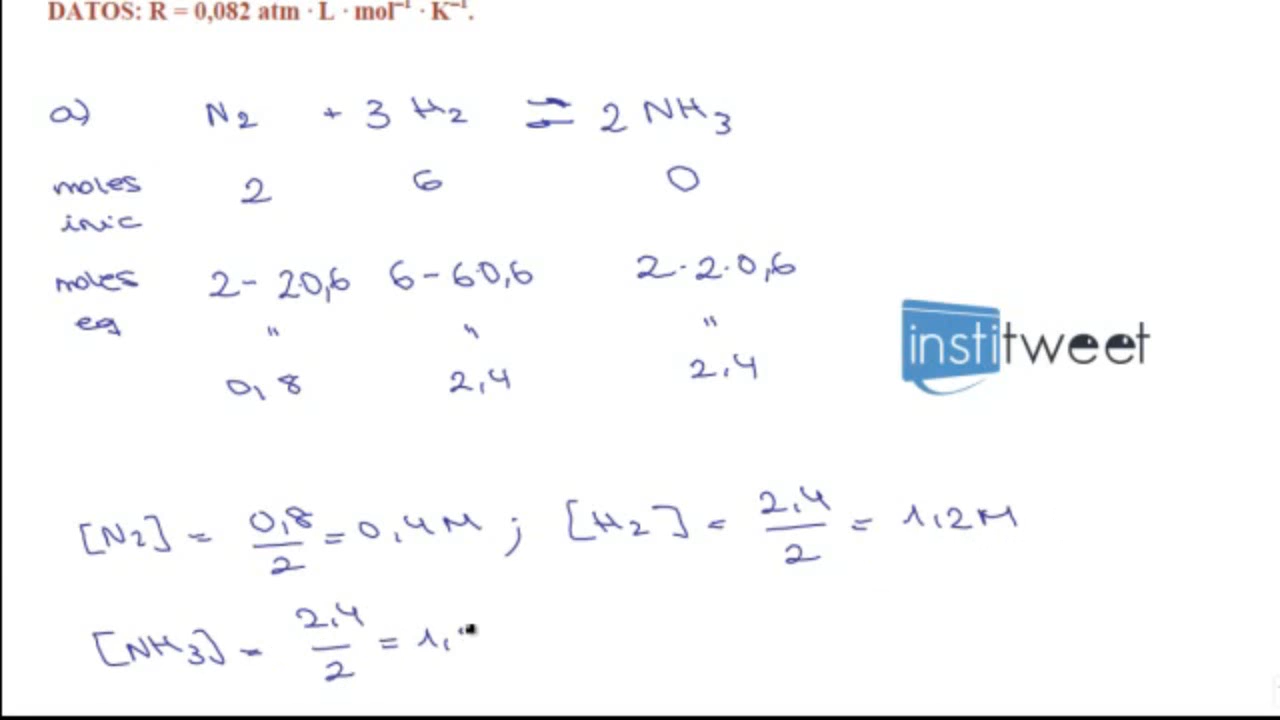 DATOS: R = 0,082 atm · L · mol⁻¹ · K⁻¹.
a) N₂ + 3 H₂ ⇌ 2 NH₃
moles inic 2 6 0
moles eq 2 - 2·0,6 6 - 6·0,6 2·2·0,6
" " "
0,8 2,4 2,4
institweet
[N₂] = 0,8/2 = 0,4 M ; [H₂] = 2,4/2 = 1,2 M
[NH₃] = 2,4/2 = 1,